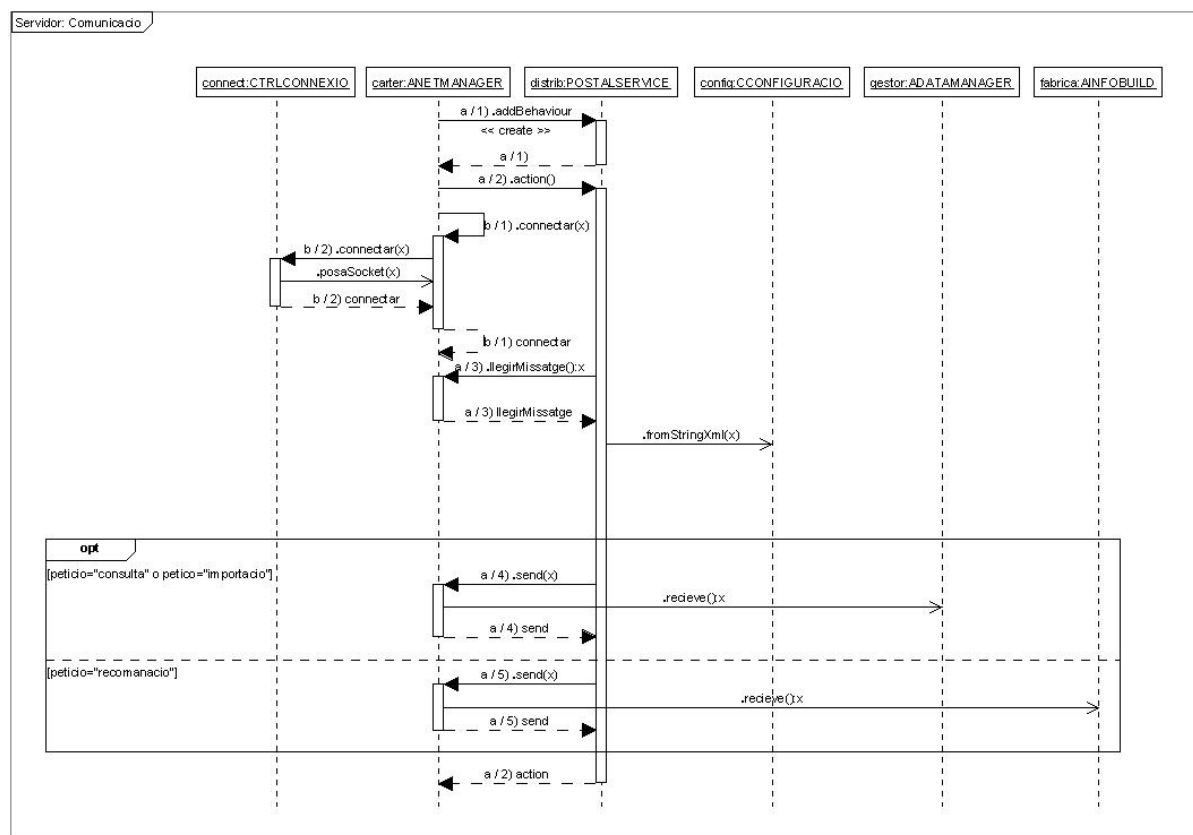 Servidor: Comunicacio
connect:CTRLCONNEXIO
carter:ANETMANAGER
distrib:POSTALSERVICE
config:CCONFIGURACIO
gestor:ADATAMANAGER
fabrica:AINFOBUILD
a / 1) .addBehaviour
<< create >>
a / 1)
a / 2) .action()
b / 1) .connectar(x)
b / 2) .connectar(x)
.posaSocket(x)
b / 2) connectar
b / 1) connectar
a / 3) .llegirMissatge():x
a / 3) llegirMissatge
.fromStringXml(x)
opt
[peticio="consulta" o petico="importacio"]
a / 4) .send(x)
.recieve():x
a / 4) send
[peticio="recomanacio"]
a / 5) .send(x)
.recieve():x
a / 5) send
a / 2) action